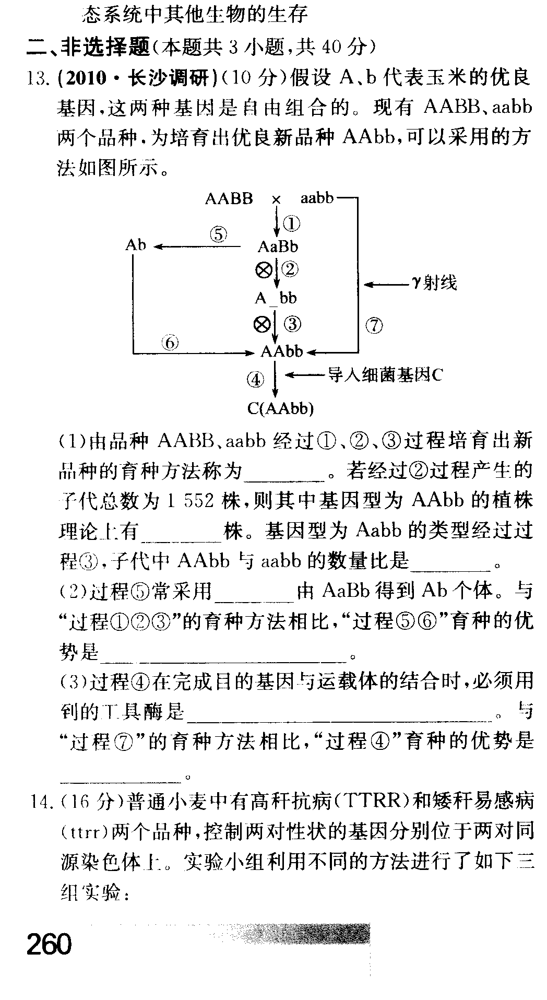 态系统中其他生物的生存
二、非选择题(本题共 3 小题,共 40 分)
13. (2010·长沙调研)(10 分)假设 A、b 代表玉米的优良
基因,这两种基因是自由组合的。现有 AABB、aabb
两个品种,为培育出优良新品种 AAbb,可以采用的方
法如图所示。
AABB × aabb
①
⑤
Ab AaBb
⊗ ②
γ射线
A_bb
⊗ ③ ⑦
⑥
AAbb
④ 导入细菌基因C
C(AAbb)
(1)由品种 AABB、aabb 经过①、②、③过程培育出新
品种的育种方法称为________。若经过②过程产生的
子代总数为 1 552 株,则其中基因型为 AAbb 的植株
理论上有________株。基因型为 Aabb 的类型经过过
程③,子代中 AAbb 与 aabb 的数量比是________。
(2)过程⑤常采用________由 AaBb 得到 Ab 个体。与
“过程①②③”的育种方法相比,“过程⑤⑥”育种的优
势是________________________。
(3)过程④在完成目的基因与运载体的结合时,必须用
到的工具酶是______________________________。与
“过程⑦”的育种方法相比,“过程④”育种的优势是
____________。
14. (16 分)普通小麦中有高秆抗病(TTRR)和矮秆易感病
(ttrr)两个品种,控制两对性状的基因分别位于两对同
源染色体上。实验小组利用不同的方法进行了如下三
组实验:
260